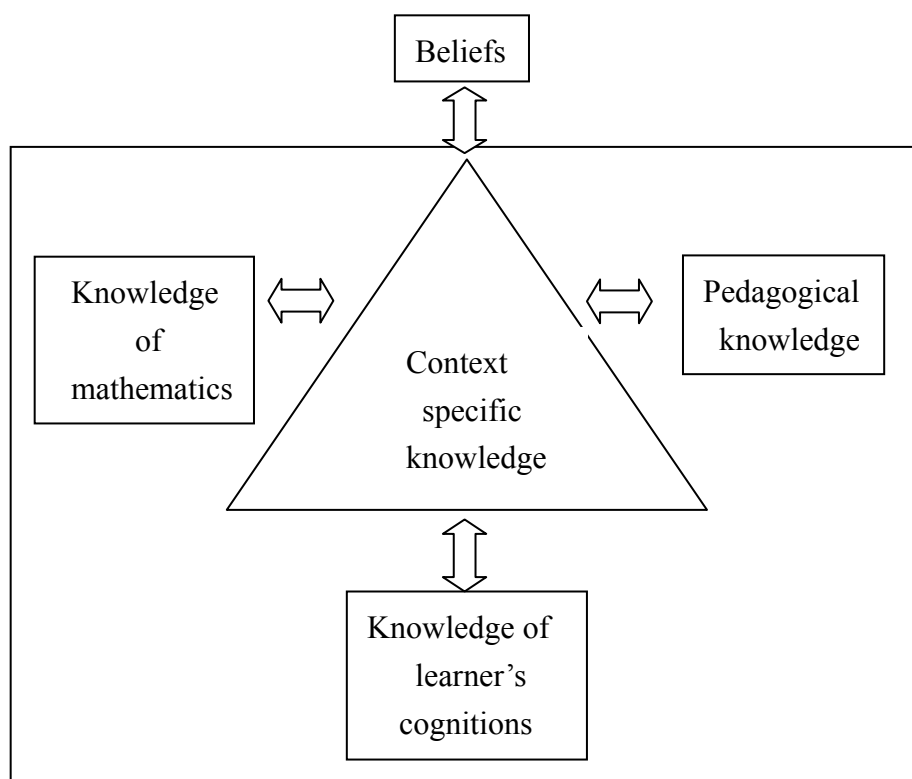 Beliefs
Knowledge
of
mathematics
Pedagogical
knowledge
Context
specific
knowledge
Knowledge of
learner’s
cognitions